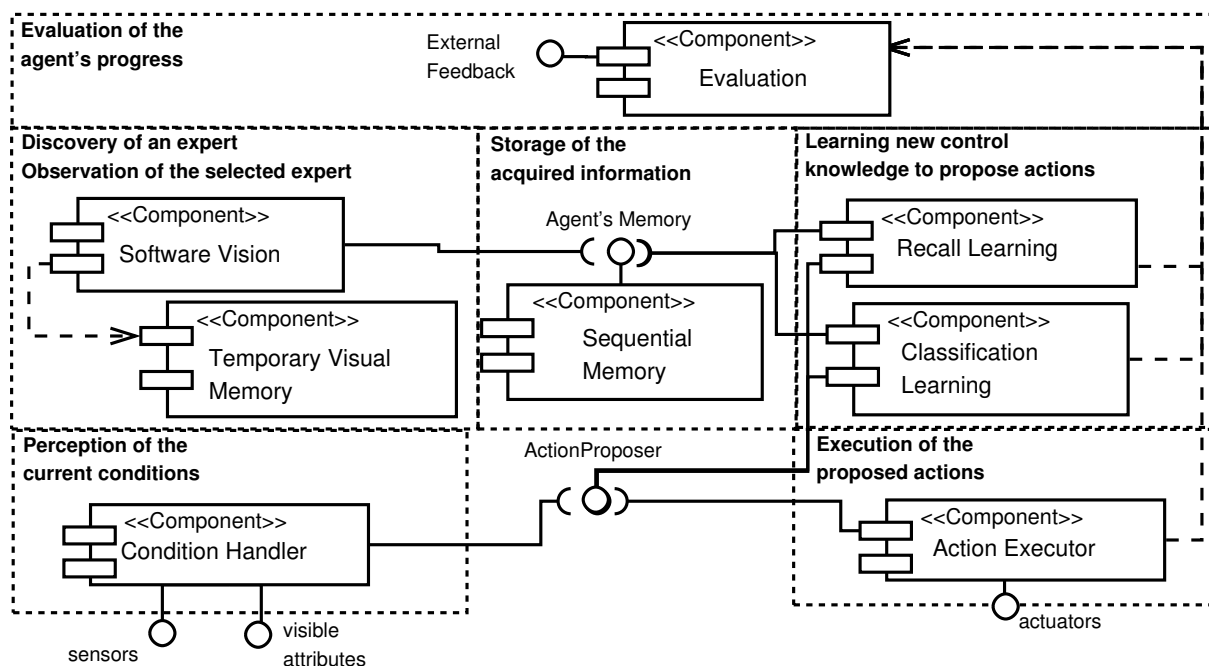 Evaluation of the
agent's progress
External
Feedback
<<Component>>
Evaluation
Discovery of an expert
Observation of the selected expert
<<Component>>
Software Vision
<<Component>>
Temporary Visual
Memory
Storage of the
acquired information
Agent's Memory
<<Component>>
Sequential
Memory
Learning new control
knowledge to propose actions
<<Component>>
Recall Learning
<<Component>>
Classification
Learning
Perception of the
current conditions
<<Component>>
Condition Handler
sensors
visible
attributes
ActionProposer
Execution of the
proposed actions
<<Component>>
Action Executor
actuators